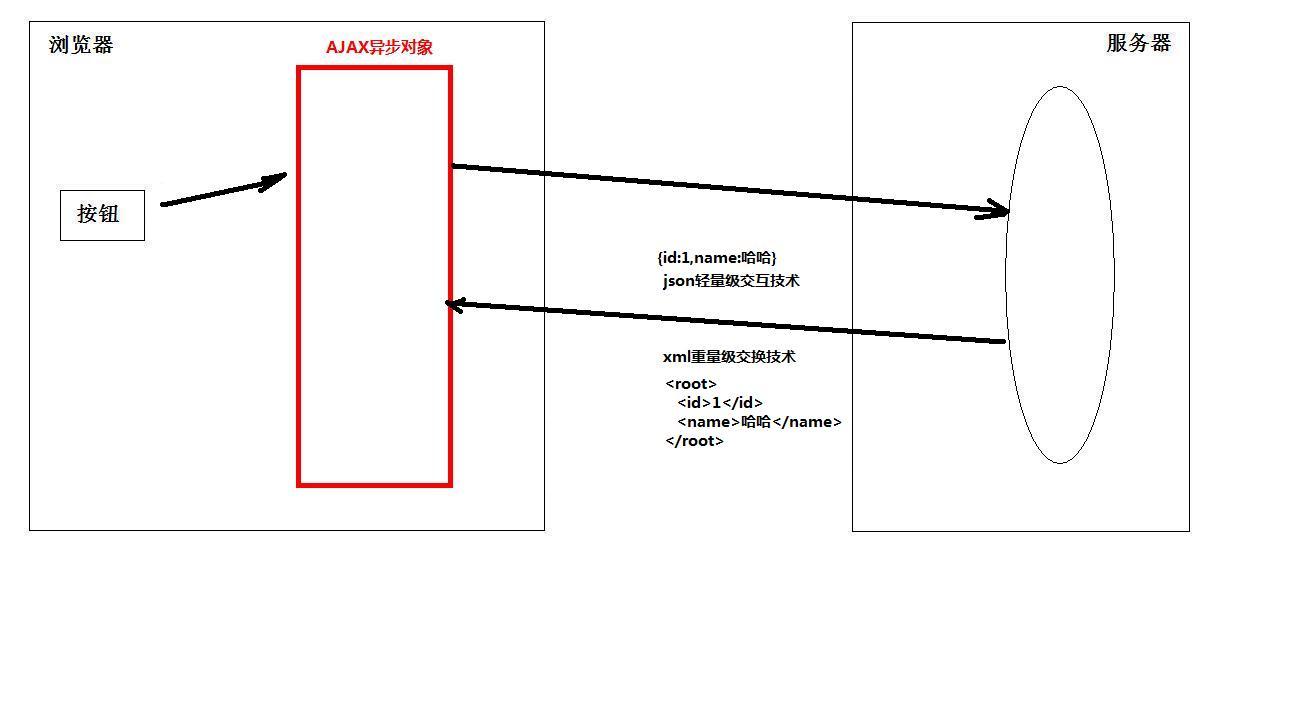 浏览器
AJAX异步对象
服务器
按钮
{id:1,name:哈哈}
json轻量级交互技术
xml重量级交换技术
<root>
<id>1</id>
<name>哈哈</name>
</root>